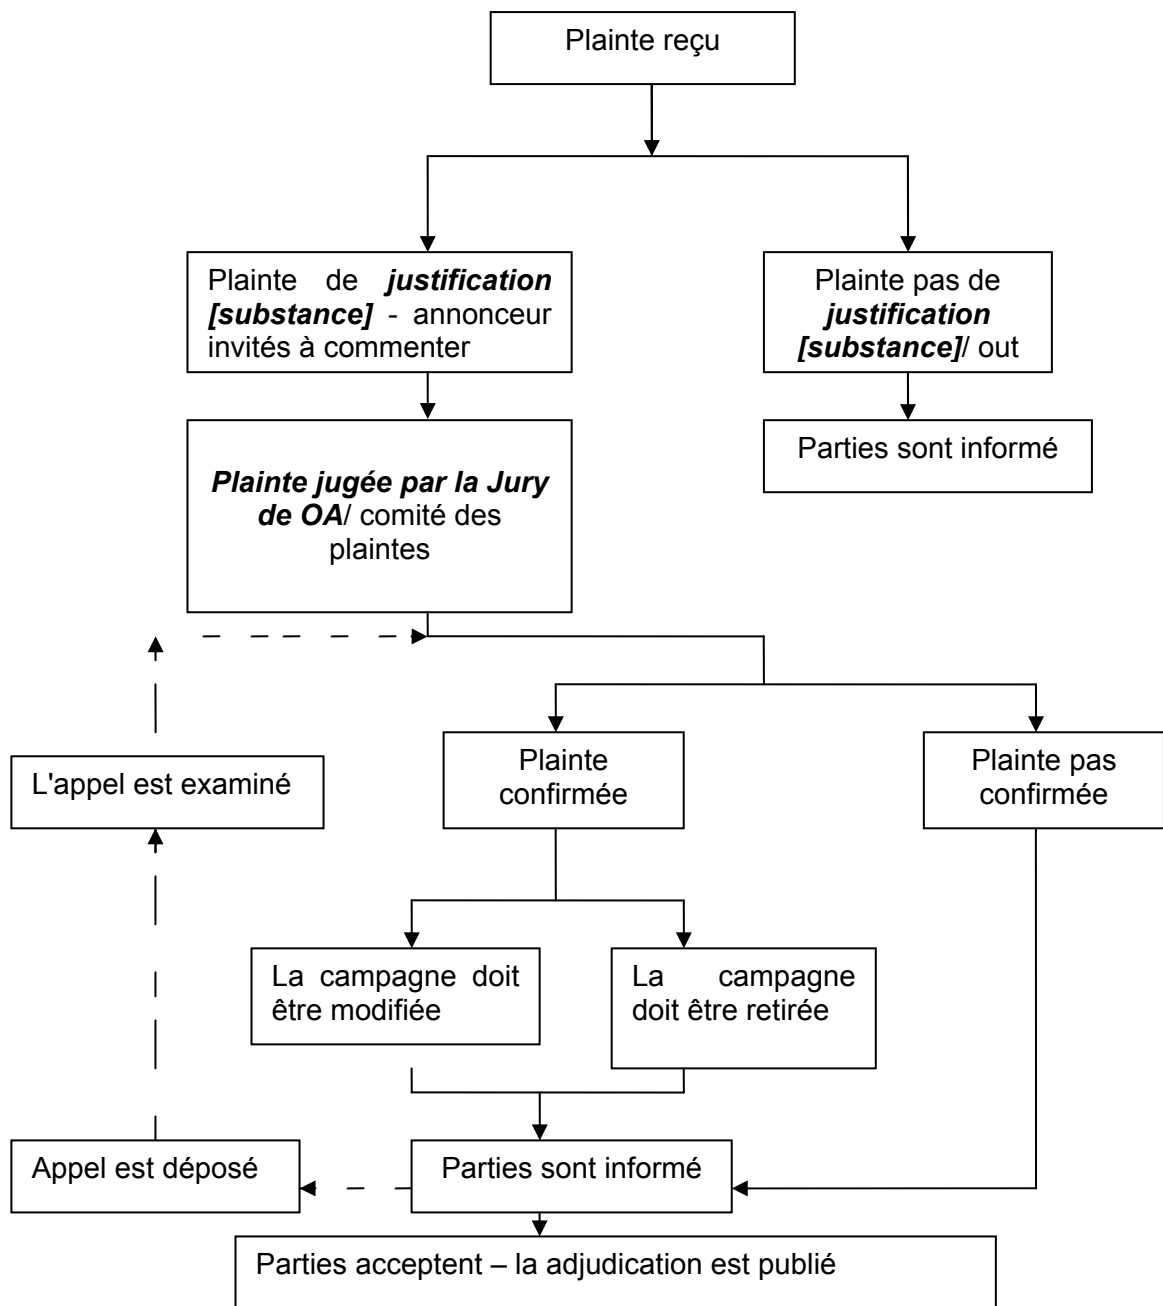 Plainte reçu
Plainte de justification
[substance] - annonceur
invités à commenter
Plainte pas de
justification
[substance]/ out
Parties sont informé
Plainte jugée par la Jury
de OA/ comité des
plaintes
L'appel est examiné
Plainte
confirmée
Plainte pas
confirmée
La campagne doit
être modifiée
La campagne
doit être retirée
Appel est déposé
Parties sont informé
Parties acceptent – la adjudication est publié